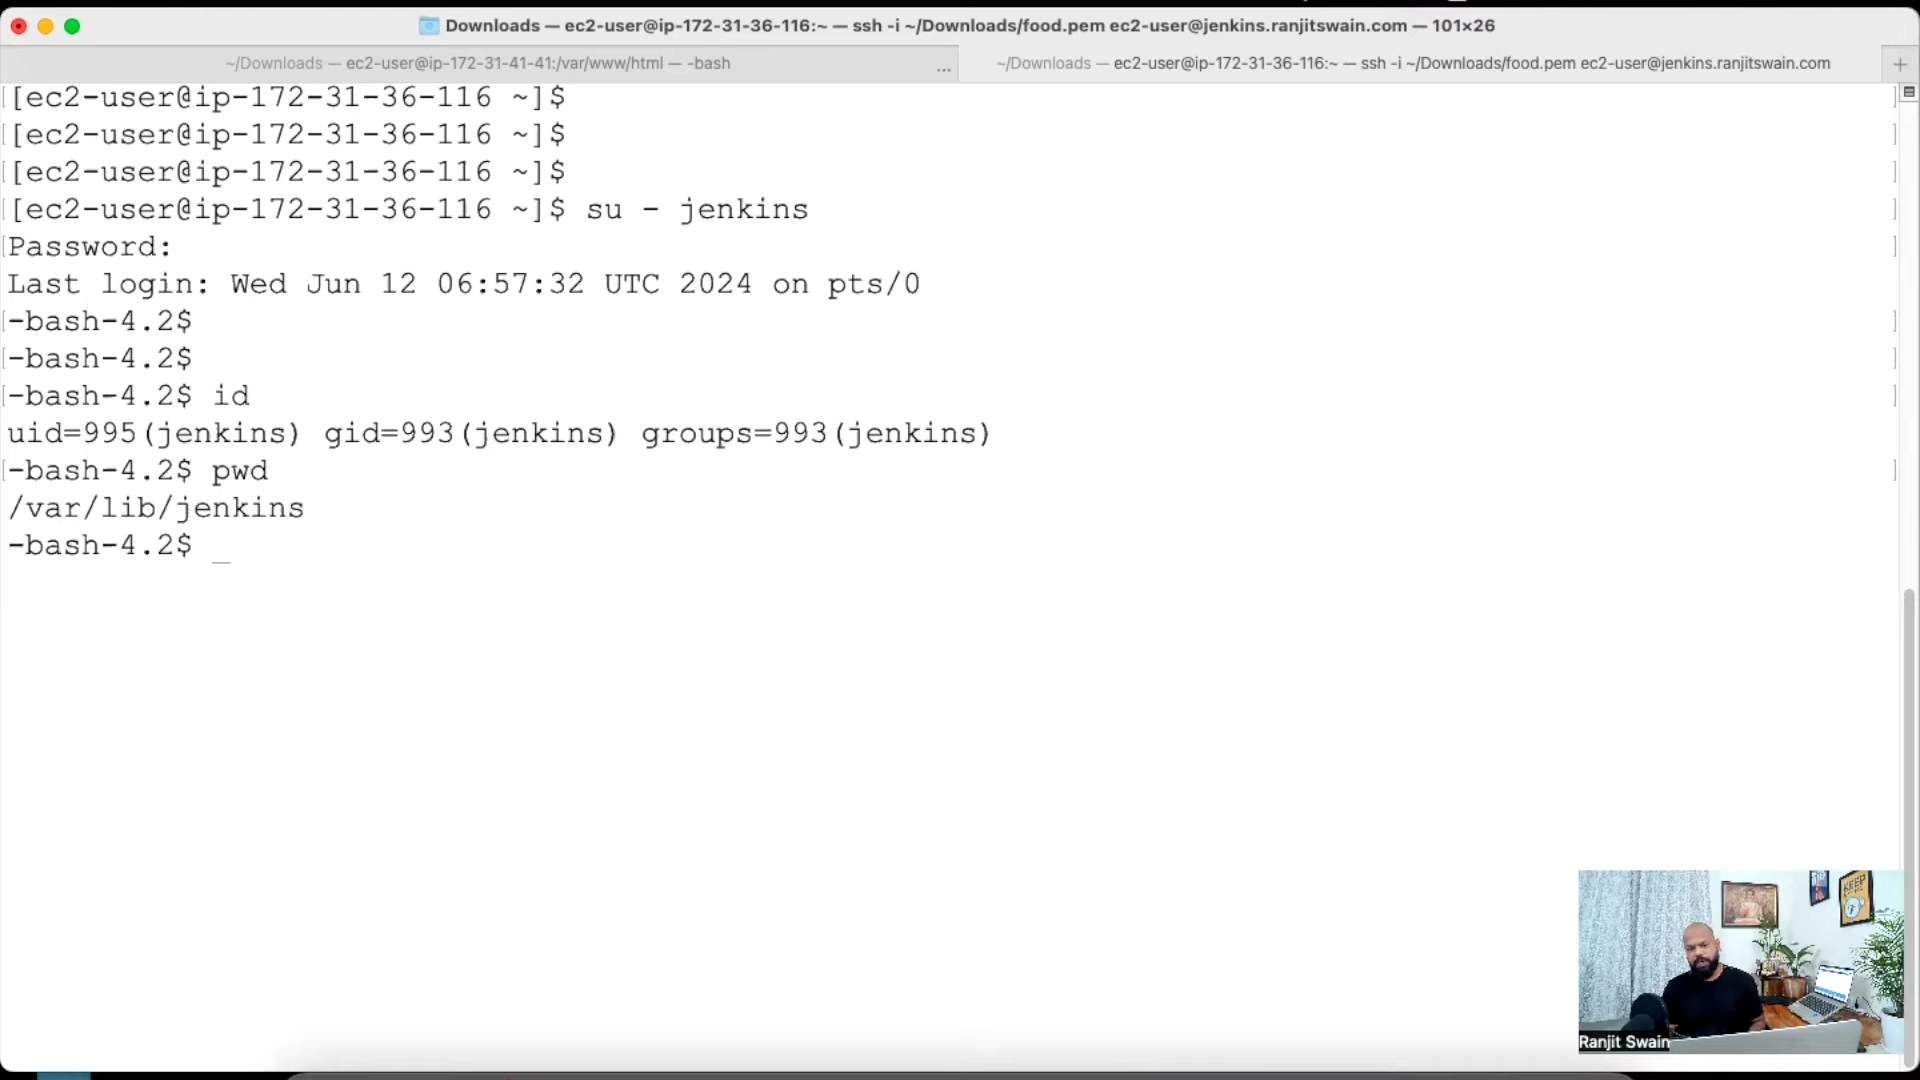 Downloads — ec2-user@ip-172-31-36-116:~ — ssh -i ~/Downloads/food.pem ec2-user@jenkins.ranjitswain.com — 101×26
~/Downloads — ec2-user@ip-172-31-41-41:/var/www/html — -bash ...
~/Downloads — ec2-user@ip-172-31-36-116:~ — ssh -i ~/Downloads/food.pem ec2-user@jenkins.ranjitswain.com +
[ec2-user@ip-172-31-36-116 ~]$
[ec2-user@ip-172-31-36-116 ~]$
[ec2-user@ip-172-31-36-116 ~]$
[ec2-user@ip-172-31-36-116 ~]$ su - jenkins
Password:
Last login: Wed Jun 12 06:57:32 UTC 2024 on pts/0
-bash-4.2$
-bash-4.2$
-bash-4.2$ id
uid=995(jenkins) gid=993(jenkins) groups=993(jenkins)
-bash-4.2$ pwd
/var/lib/jenkins
-bash-4.2$ _
KEEP
Ranjit Swain